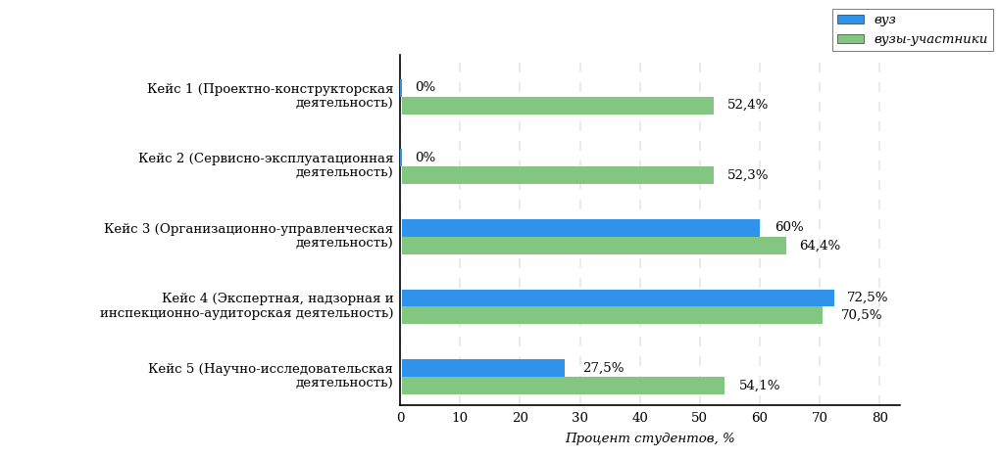 вуз
вузы-участники
Кейс 1 (Проектно-конструкторская
деятельность)
0%
52,4%
Кейс 2 (Сервисно-эксплуатационная
деятельность)
0%
52,3%
Кейс 3 (Организационно-управленческая
деятельность)
60%
64,4%
Кейс 4 (Экспертная, надзорная и
инспекционно-аудиторская деятельность)
72,5%
70,5%
Кейс 5 (Научно-исследовательская
деятельность)
27,5%
54,1%
0 10 20 30 40 50 60 70 80
Процент студентов, %